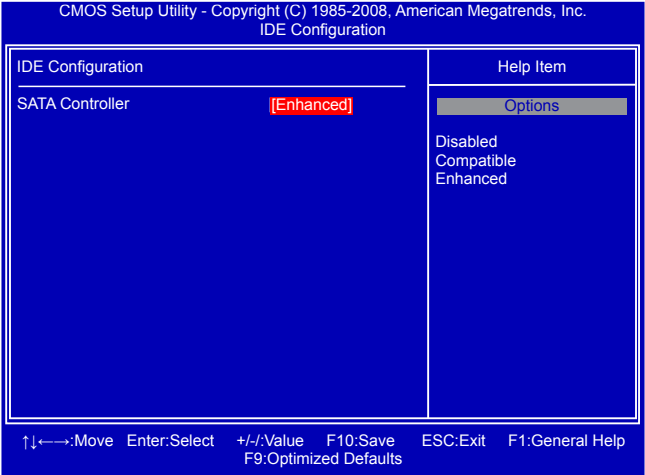 CMOS Setup Utility - Copyright (C) 1985-2008, American Megatrends, Inc.
IDE Configuration
IDE Configuration
SATA Controller [Enhanced]
Help Item
Options
Disabled
Compatible
Enhanced
↑↓←→:Move Enter:Select +/-/:Value F10:Save ESC:Exit F1:General Help
F9:Optimized Defaults